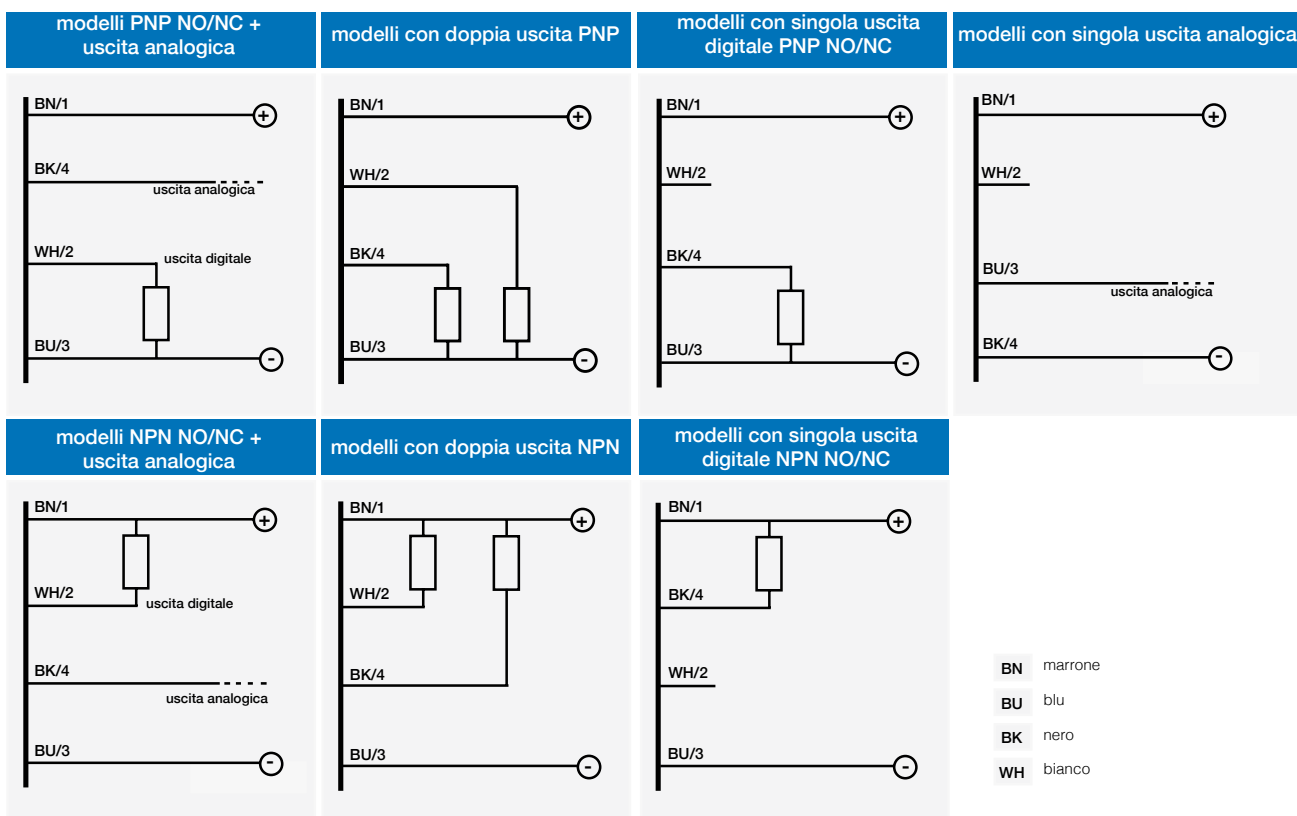 modelli PNP NO/NC +
uscita analogica
modelli con doppia uscita PNP
modelli con singola uscita
digitale PNP NO/NC
modelli con singola uscita analogica
BN/1
+
BK/4
uscita analogica
WH/2
uscita digitale
BU/3
-
BN/1
+
WH/2
BK/4
BU/3
-
BN/1
+
WH/2
BK/4
BU/3
-
BN/1
+
WH/2
BU/3
uscita analogica
BK/4
-
modelli NPN NO/NC +
uscita analogica
modelli con doppia uscita NPN
modelli con singola uscita
digitale NPN NO/NC
BN/1
+
WH/2
uscita digitale
BK/4
uscita analogica
BU/3
-
BN/1
+
WH/2
BK/4
BU/3
-
BN/1
+
BK/4
WH/2
BU/3
-
BN marrone
BU blu
BK nero
WH bianco